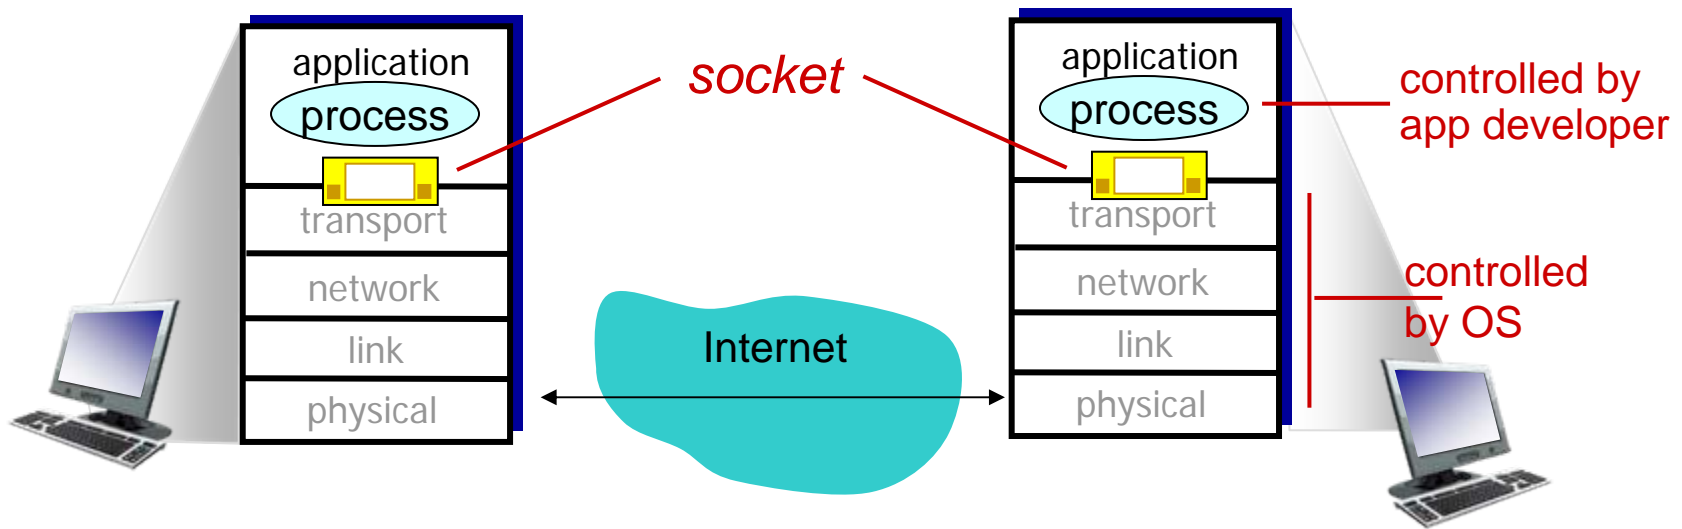 application
process
transport
network
link
physical
socket
Internet
application
process
transport
network
link
physical
controlled by
app developer
controlled
by OS